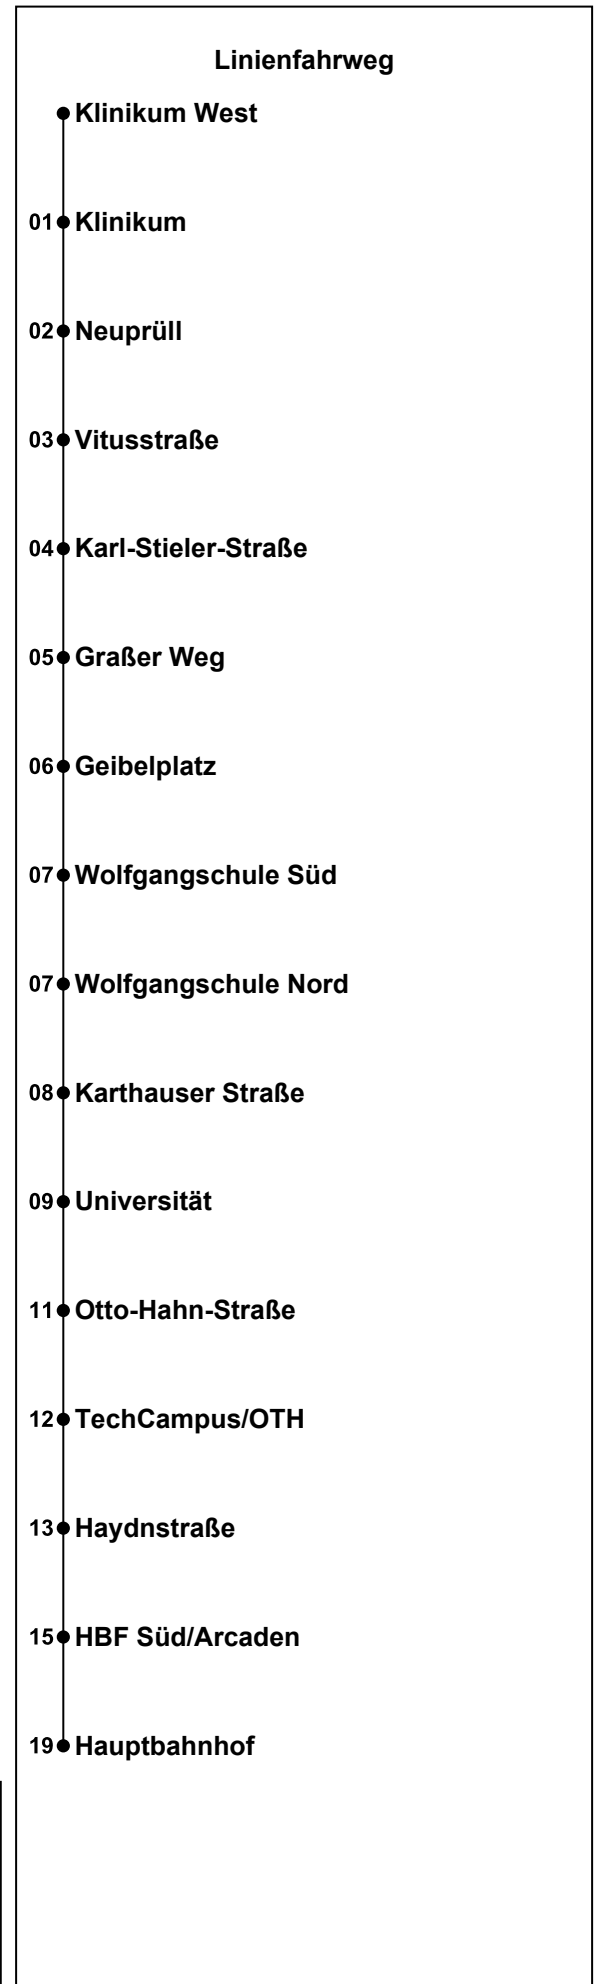 Linienfahrweg
Klinikum West
01 Klinikum
02 Neuprüll
03 Vitusstraße
04 Karl-Stieler-Straße
05 Graßer Weg
06 Geibelplatz
07 Wolfgangschule Süd
07 Wolfgangschule Nord
08 Karthauser Straße
09 Universität
11 Otto-Hahn-Straße
12 TechCampus/OTH
13 Haydnstraße
15 HBF Süd/Arcaden
19 Hauptbahnhof